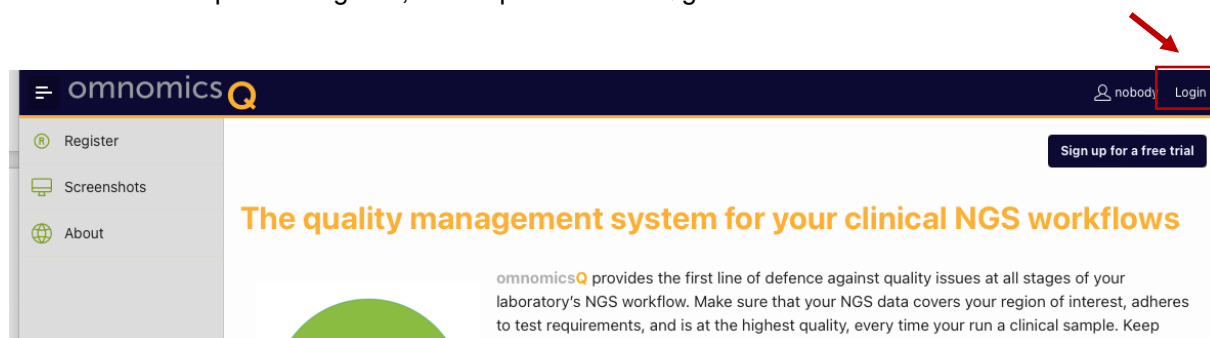 omnomicsQ
nobody Login
Register
Sign up for a free trial
Screenshots
The quality management system for your clinical NGS workflows
About
omnomicsQ provides the first line of defence against quality issues at all stages of your
laboratory's NGS workflow. Make sure that your NGS data covers your region of interest, adheres
to test requirements, and is at the highest quality, every time your run a clinical sample. Keep